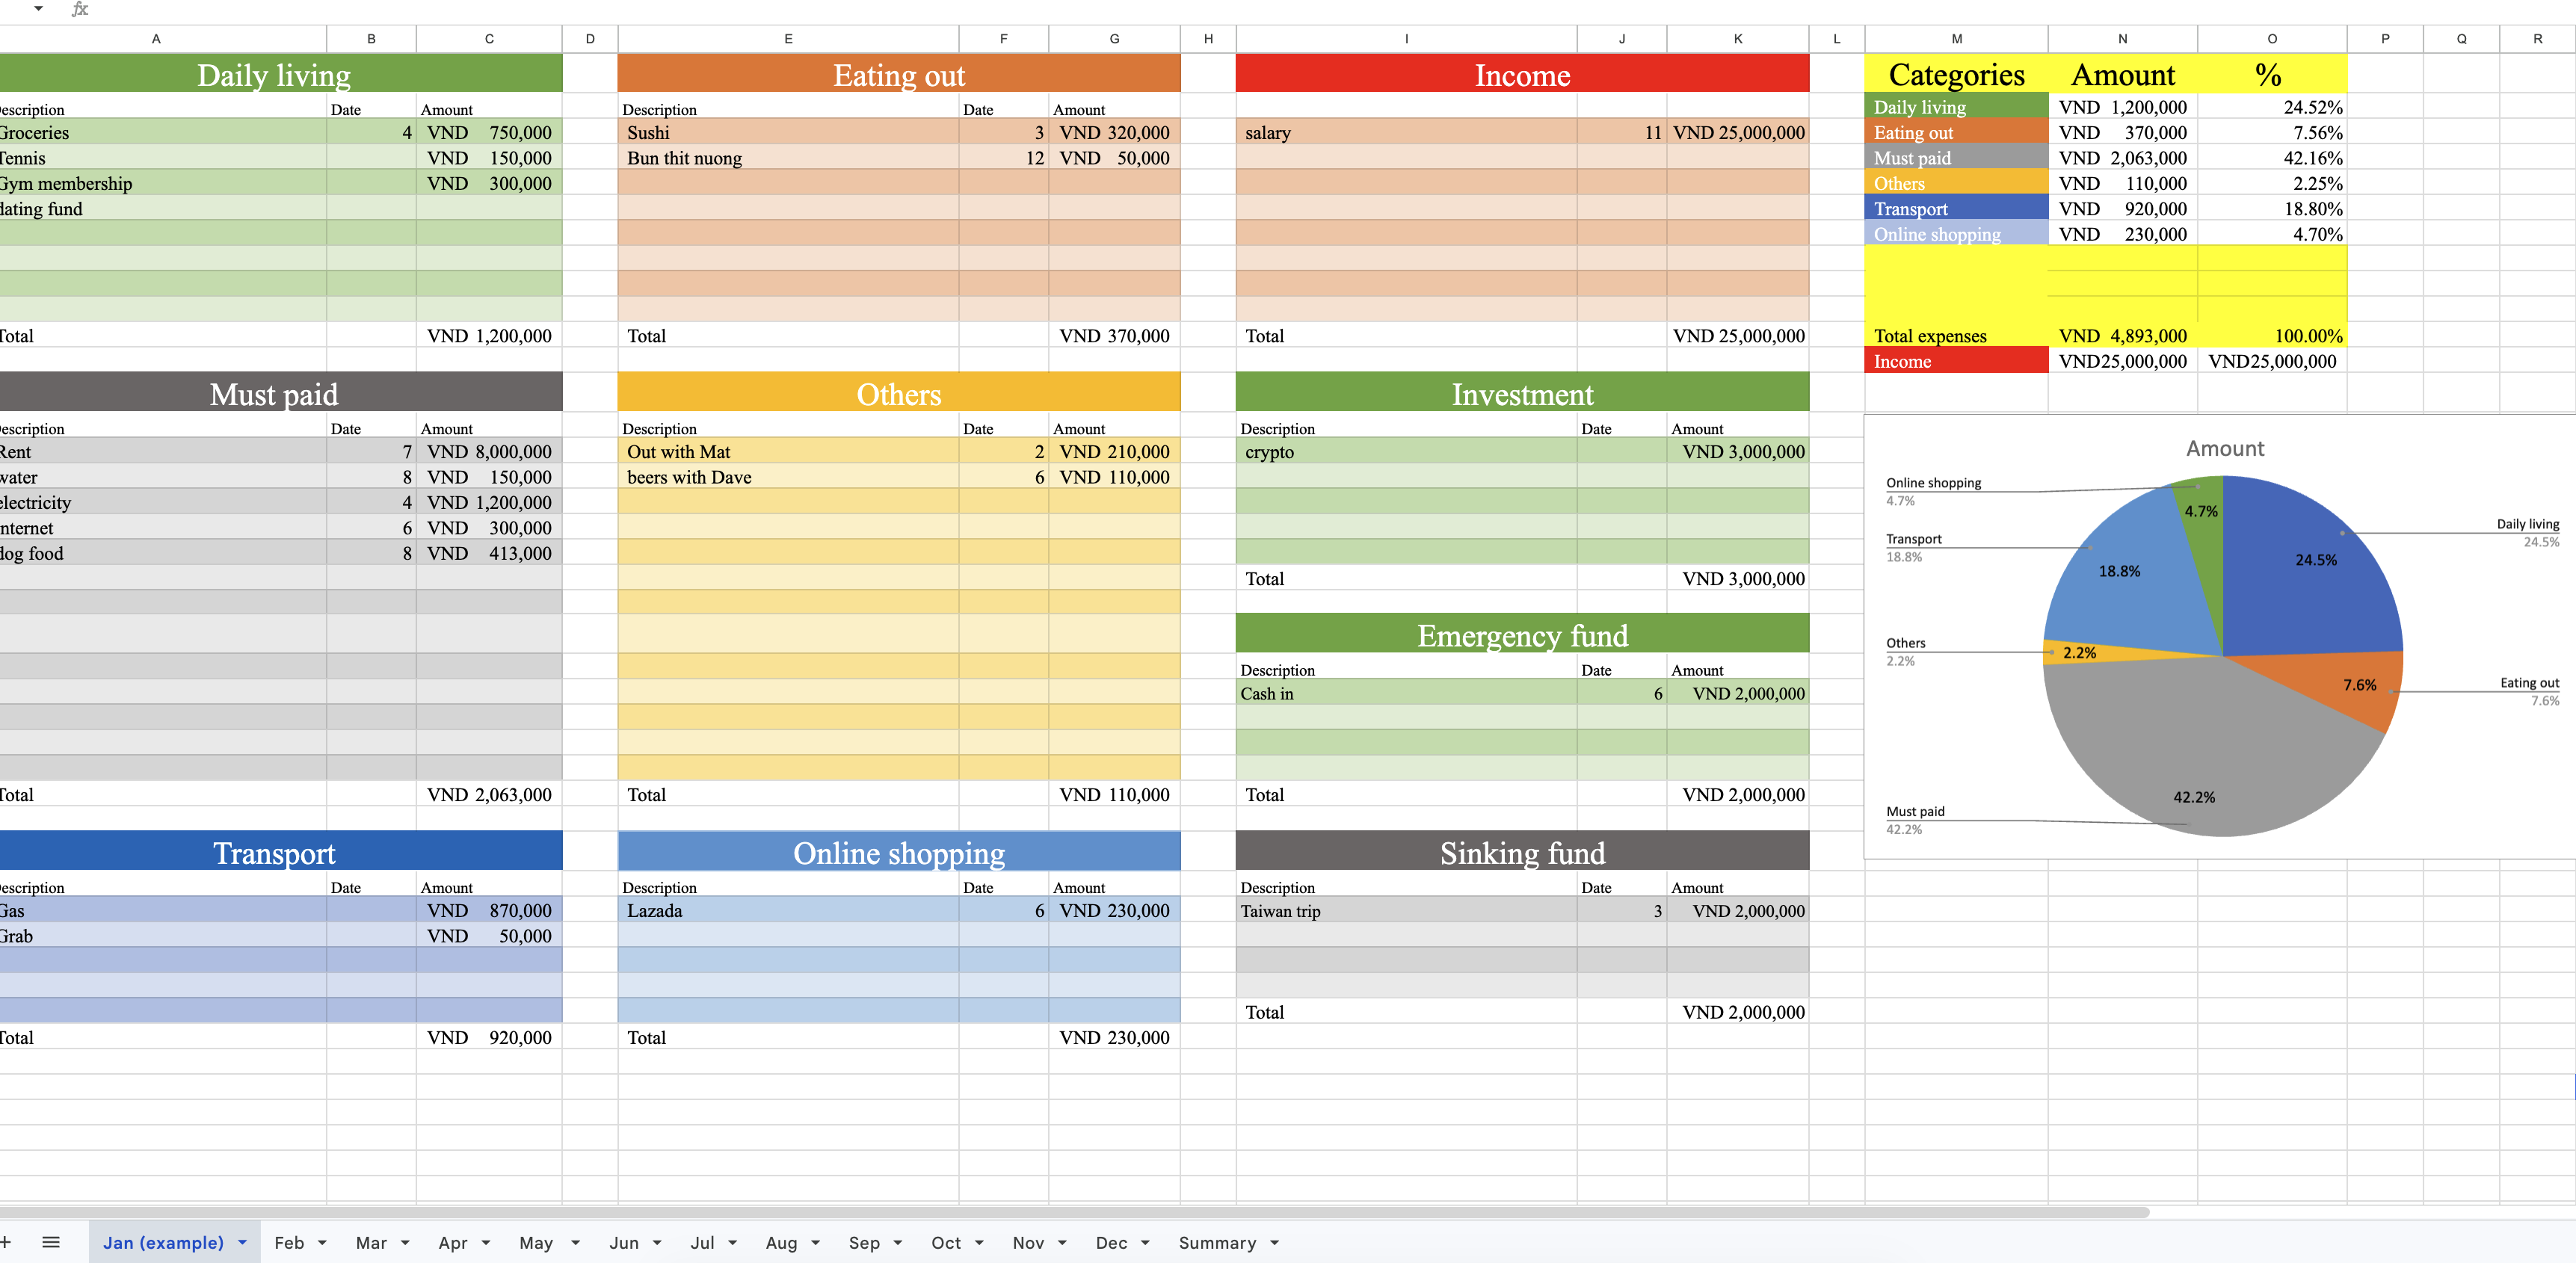 fx
A B C D E F G H I J K L M N O P Q R
Daily living Eating out Income Categories Amount %
escription Date Amount Description Date Amount Daily living VND 1,200,000 24.52%
Groceries 4 VND 750,000 Sushi 3 VND 320,000 salary 11 VND 25,000,000 Eating out VND 370,000 7.56%
Tennis VND 150,000 Bun thit nuong 12 VND 50,000 Must paid VND 2,063,000 42.16%
Gym membership VND 300,000 Others VND 110,000 2.25%
dating fund Transport VND 920,000 18.80%
Online shopping VND 230,000 4.70%
Total VND 1,200,000 Total VND 370,000 Total VND 25,000,000 Total expenses VND 4,893,000 100.00%
Income VND25,000,000 VND25,000,000
Must paid Others Investment
escription Date Amount Description Date Amount Description Date Amount
Rent 7 VND 8,000,000 Out with Mat 2 VND 210,000 crypto VND 3,000,000
water 8 VND 150,000 beers with Dave 6 VND 110,000
electricity 4 VND 1,200,000
nternet 6 VND 300,000
dog food 8 VND 413,000
Total VND 3,000,000
Emergency fund
Description Date Amount
Cash in 6 VND 2,000,000
Total VND 2,063,000 Total VND 110,000 Total VND 2,000,000
Transport Online shopping Sinking fund
escription Date Amount Description Date Amount Description Date Amount
Gas VND 870,000 Lazada 6 VND 230,000 Taiwan trip 3 VND 2,000,000
Grab VND 50,000
Total VND 2,000,000
Total VND 920,000 Total VND 230,000
Amount
Online shopping
4.7%
4.7%
Daily living
24.5%
24.5%
Transport
18.8%
18.8%
Others
2.2%
2.2%
Eating out
7.6%
7.6%
Must paid
42.2%
42.2%
+ Jan (example) Feb Mar Apr May Jun Jul Aug Sep Oct Nov Dec Summary